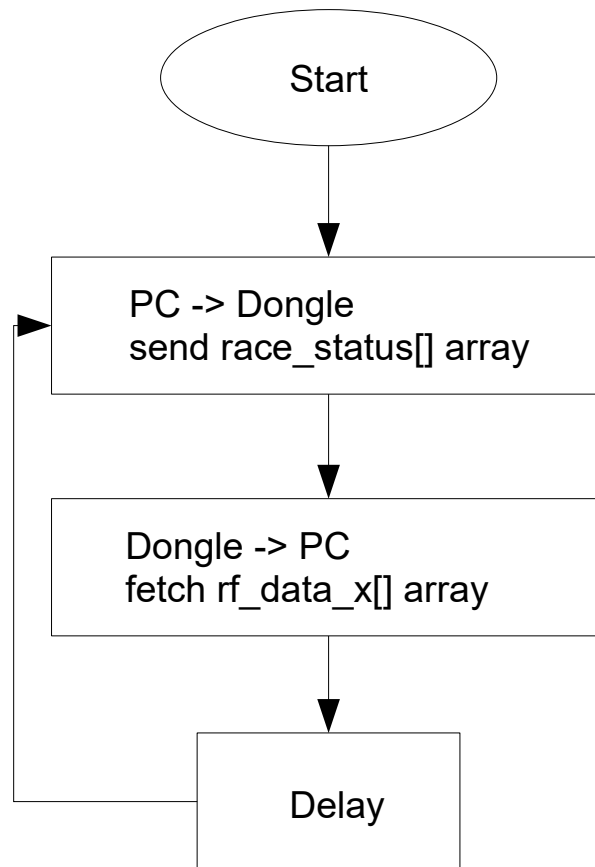 Start
PC -> Dongle
send race_status[] array
Dongle -> PC
fetch rf_data_x[] array
Delay